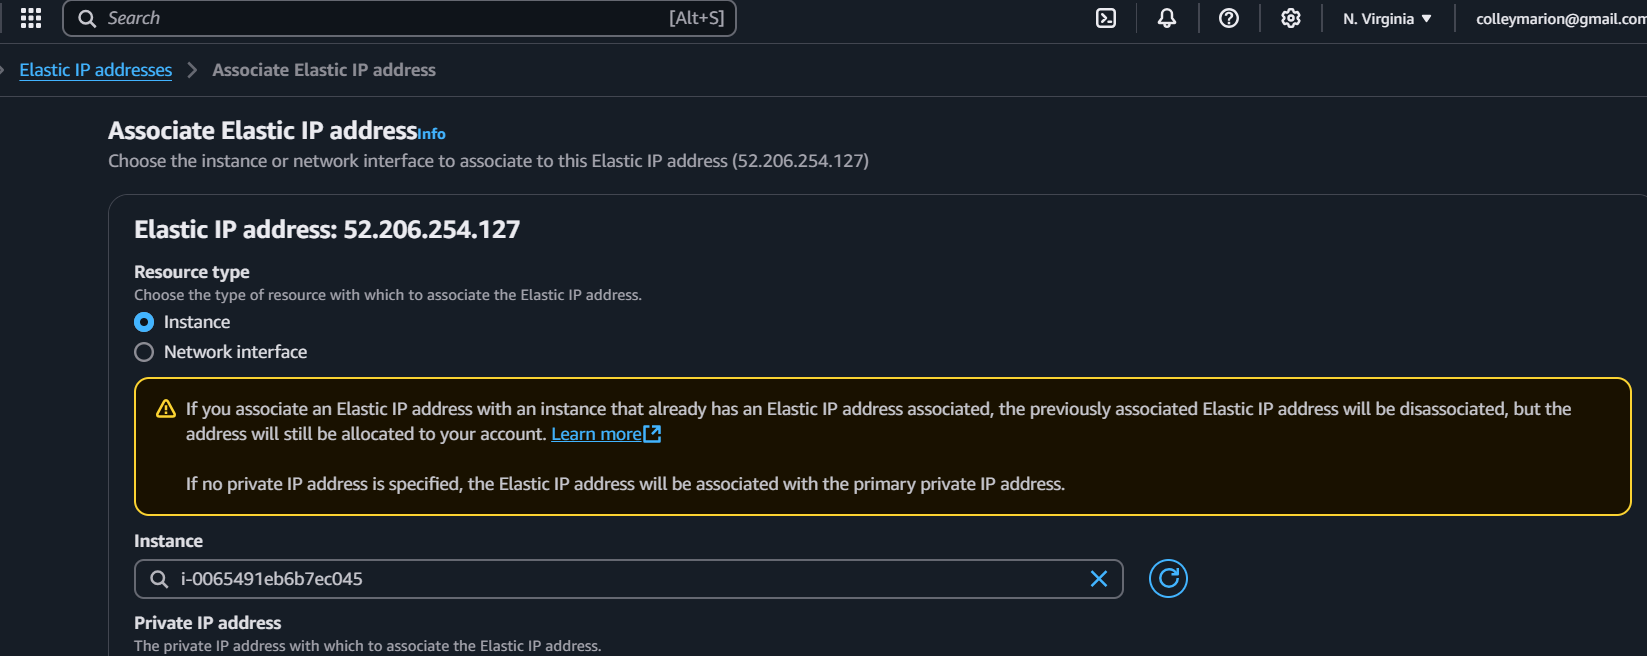 Search [Alt+S] N. Virginia colleymarion@gmail.com
Elastic IP addresses Associate Elastic IP address
Associate Elastic IP address Info
Choose the instance or network interface to associate to this Elastic IP address (52.206.254.127)
Elastic IP address: 52.206.254.127
Resource type
Choose the type of resource with which to associate the Elastic IP address.
Instance
Network interface
If you associate an Elastic IP address with an instance that already has an Elastic IP address associated, the previously associated Elastic IP address will be disassociated, but the
address will still be allocated to your account. Learn more
If no private IP address is specified, the Elastic IP address will be associated with the primary private IP address.
Instance
i-0065491eb6b7ec045
Private IP address
The private IP address with which to associate the Elastic IP address.